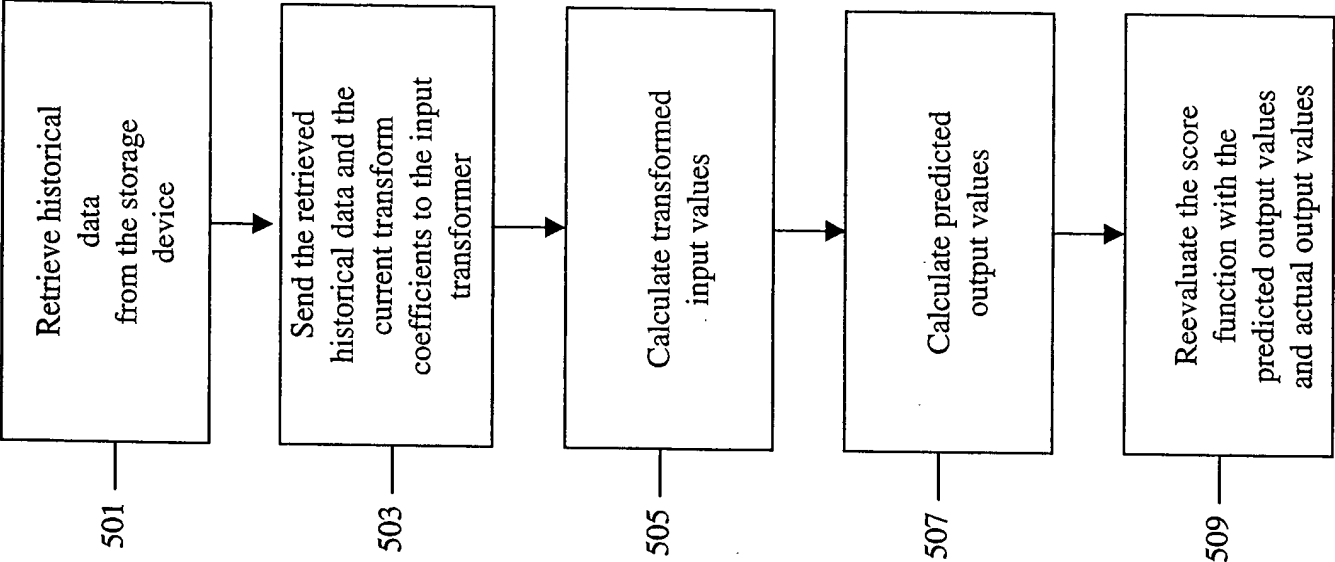 501
Retrieve historical
data
from the storage
device
503
Send the retrieved
historical data and the
current transform
coefficients to the input
transformer
505
Calculate transformed
input values
507
Calculate predicted
output values
509
Reevaluate the score
function with the
predicted output values
and actual output values